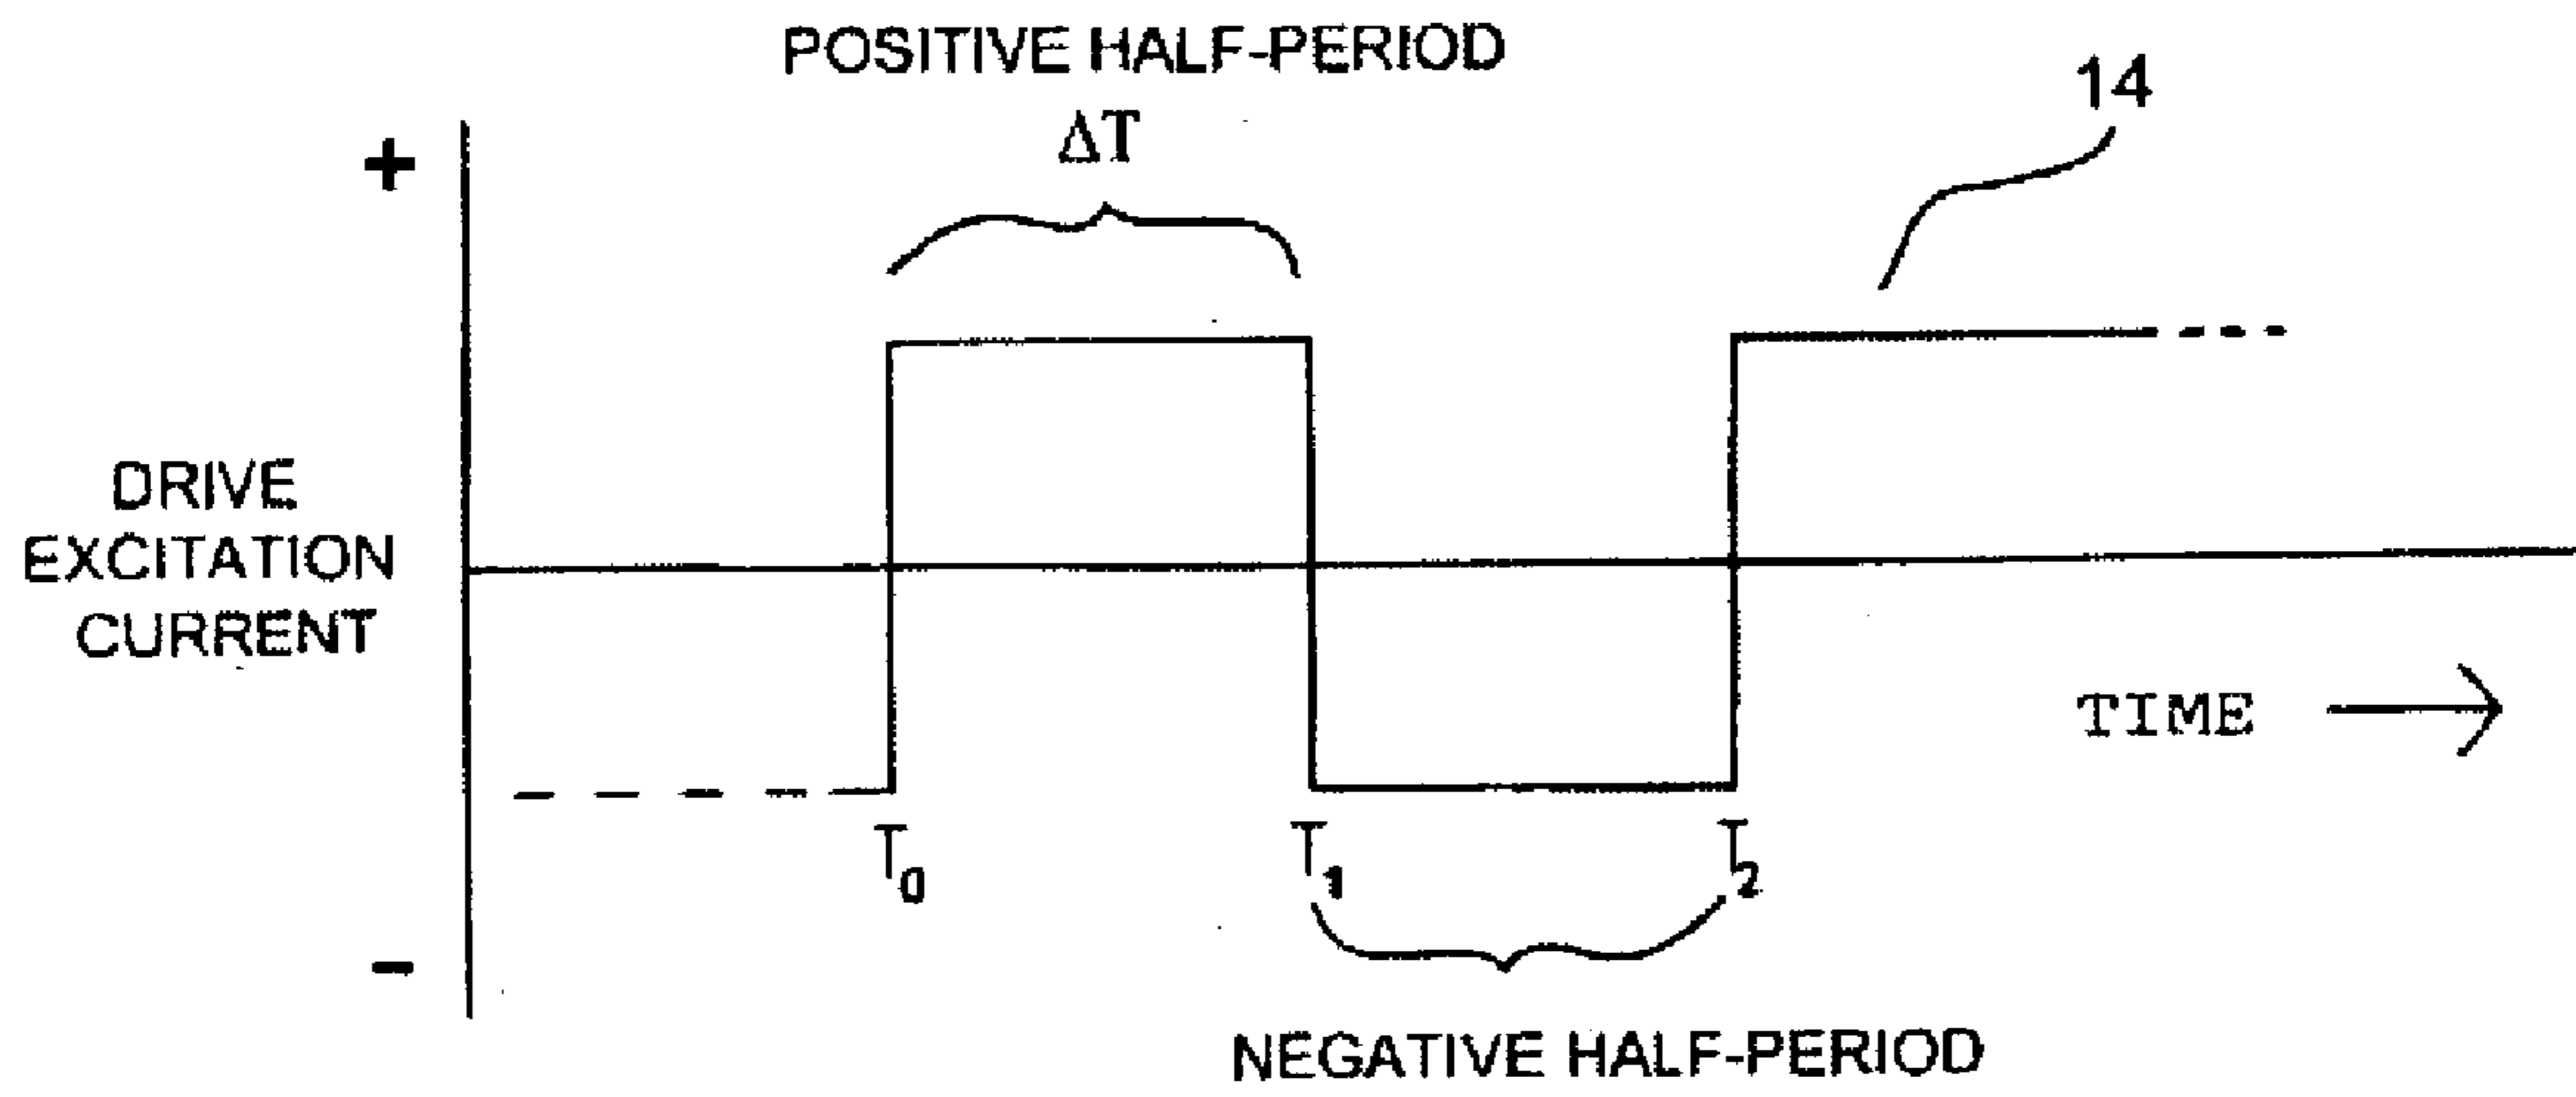 POSITIVE HALF-PERIOD
ΔT
14
+
DRIVE
EXCITATION
CURRENT
TIME
T₀ T₁ T₂
−
NEGATIVE HALF-PERIOD